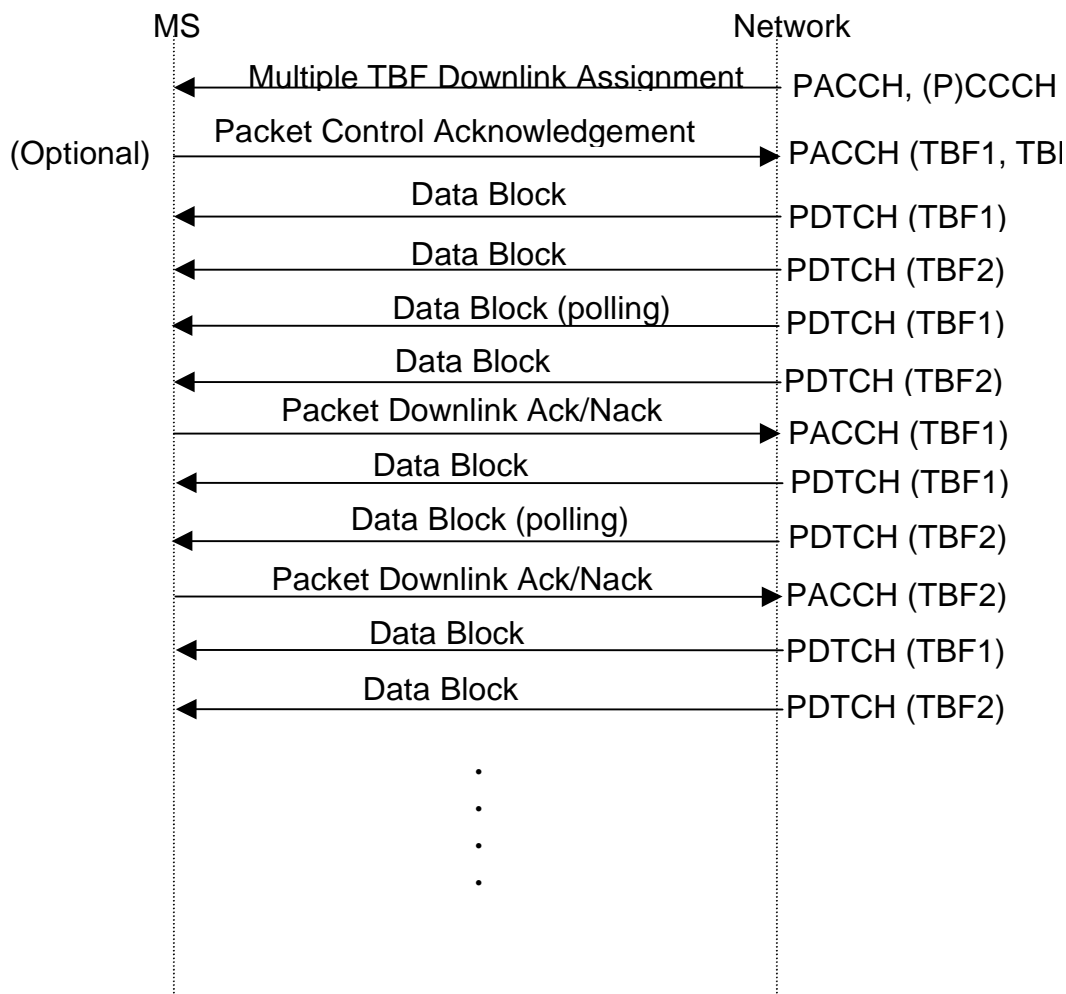 MS Network
Multiple TBF Downlink Assignment PACCH, (P)CCCH
(Optional) Packet Control Acknowledgement PACCH (TBF1,
Data Block PDTCH (TBF1)
Data Block PDTCH (TBF2)
Data Block (polling) PDTCH (TBF1)
Data Block PDTCH (TBF2)
Packet Downlink Ack/Nack PACCH (TBF1)
Data Block PDTCH (TBF1)
Data Block (polling) PDTCH (TBF2)
Packet Downlink Ack/Nack PACCH (TBF2)
Data Block PDTCH (TBF1)
Data Block PDTCH (TBF2)